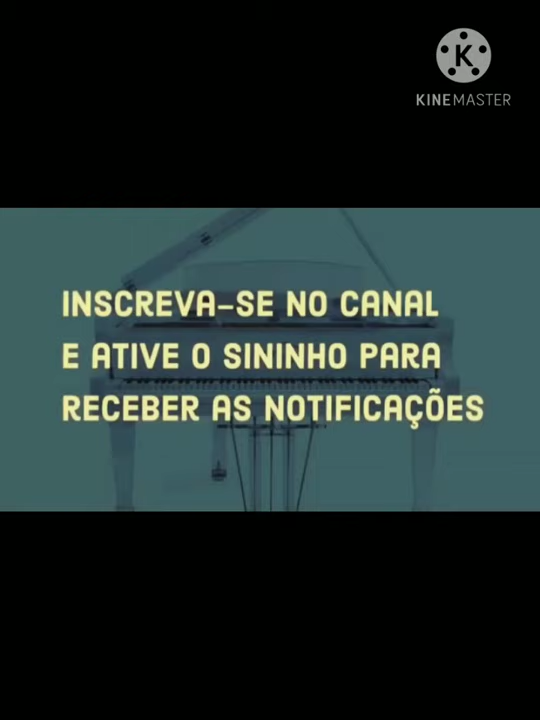 KINEMASTER
INSCREVA-SE NO CANAL
E ATIVE O SININHO PARA
RECEBER AS NOTIFICAÇÕES